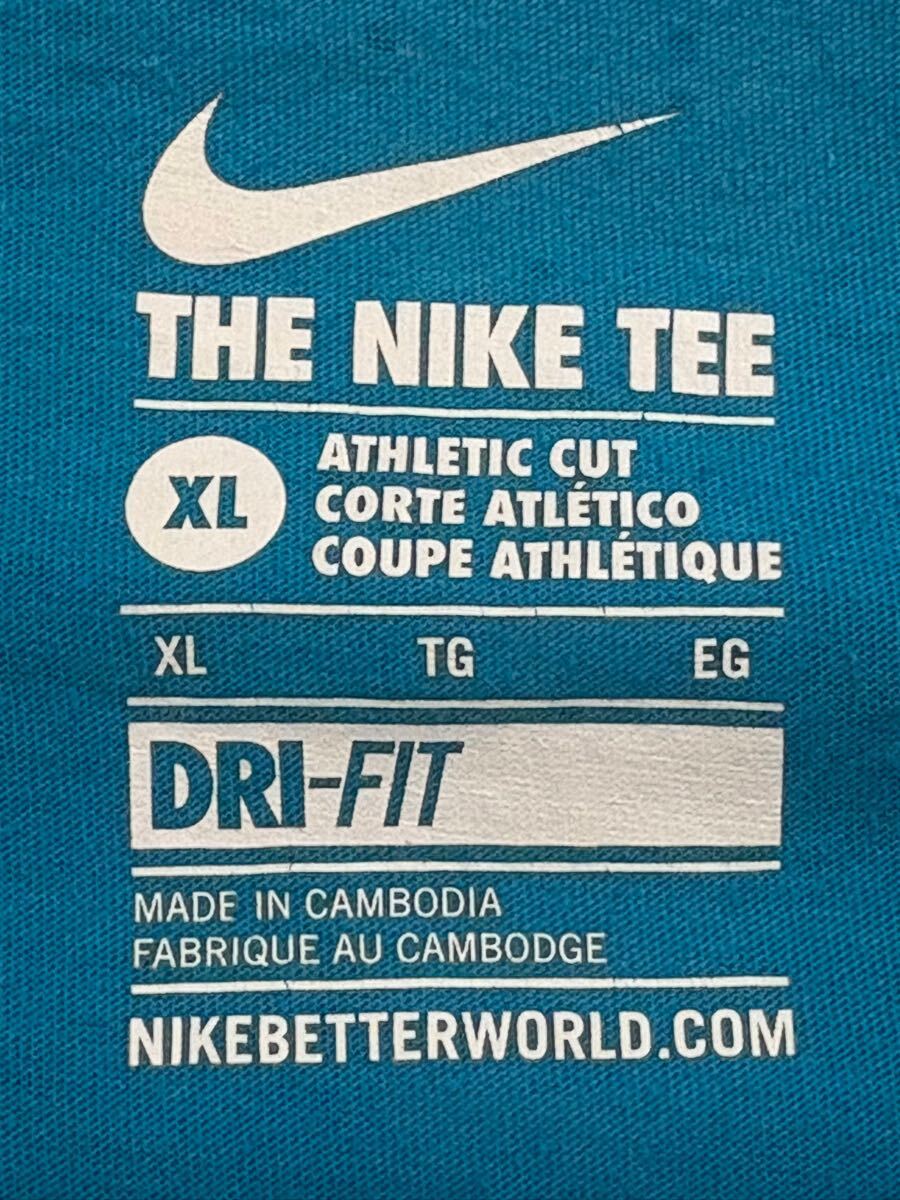 THE NIKE TEE
XL
ATHLETIC CUT
CORTE ATLÉTICO
COUPE ATHLÉTIQUE
XL TG EG
DRI-FIT
MADE IN CAMBODIA
FABRIQUE AU CAMBODGE
NIKEBETTERWORLD.COM